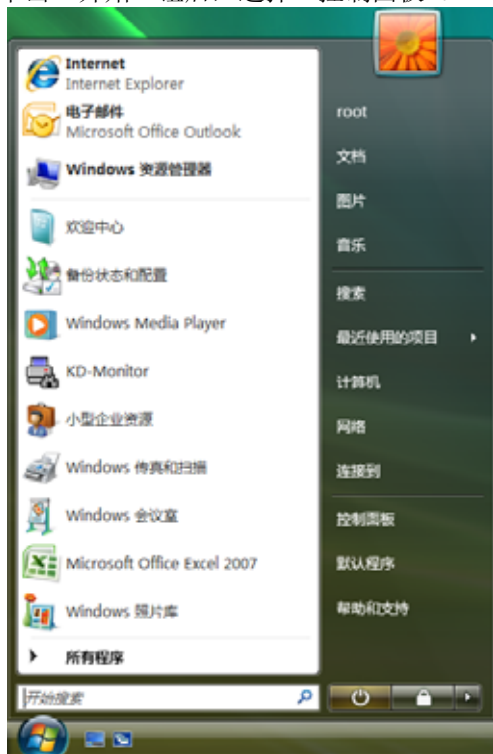 Internet
Internet Explorer
电子邮件
Microsoft Office Outlook
Windows 资源管理器
欢迎中心
备份状态和配置
Windows Media Player
KD-Monitor
小型企业资源
Windows 传真和扫描
Windows 会议室
Microsoft Office Excel 2007
Windows 照片库
所有程序
开始搜索
root
文档
图片
音乐
搜索
最近使用的项目
计算机
网络
连接到
控制面板
默认程序
帮助和支持